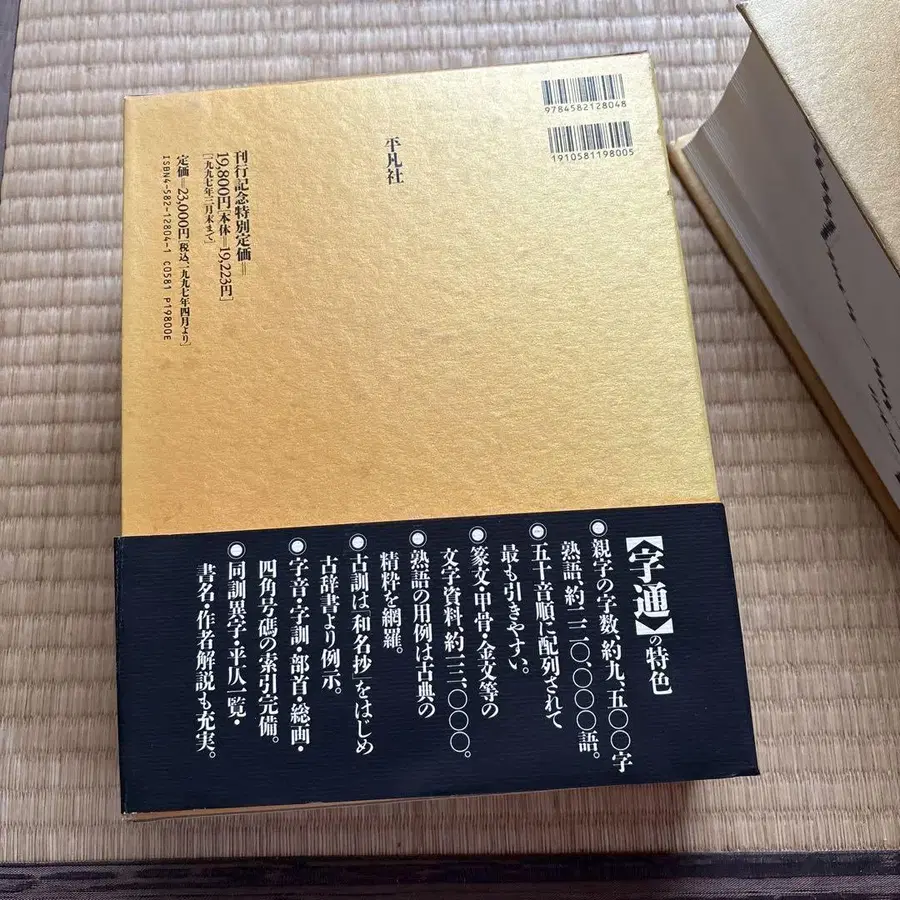 9784582128048
1910581198005
平凡社
刊行記念特別定価＝
19,800円[本体＝19,223円]
[一九九七年三月末まで]
定価＝23,000円[税込、一九九七年四月より]
ISBN4-582-12804-1 C0581 P19800E
【字通】の特色
◉親字の字数、約九、五〇〇字
熟語、約二二〇、〇〇〇語。
◉五十音順に配列されて
最も引きやすい。
◉篆文・甲骨・金文等の
文字資料、約一三、〇〇〇。
◉熟語の用例は古典の
精粋を網羅。
◉古訓は「和名抄」をはじめ
古辞書より例示。
◉字音・字訓・部首・総画・
四角号碼の索引完備。
◉同訓異字・平仄一覧・
書名・作者解説も充実。